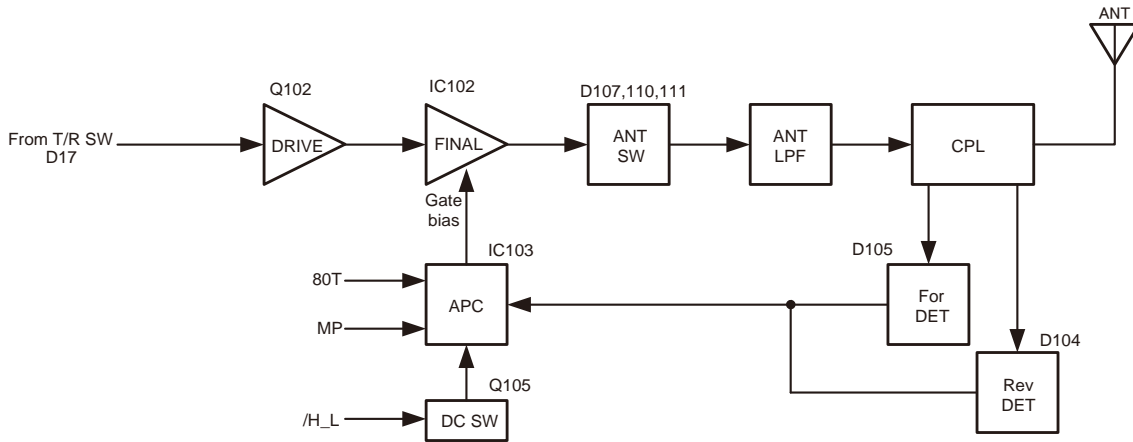 ANT
Q102
IC102
D107,110,111
From T/R SW
D17
DRIVE
FINAL
ANT
SW
ANT
LPF
CPL
Gate
bias
IC103
D105
80T
APC
For
DET
MP
D104
Q105
Rev
DET
/H_L
DC SW